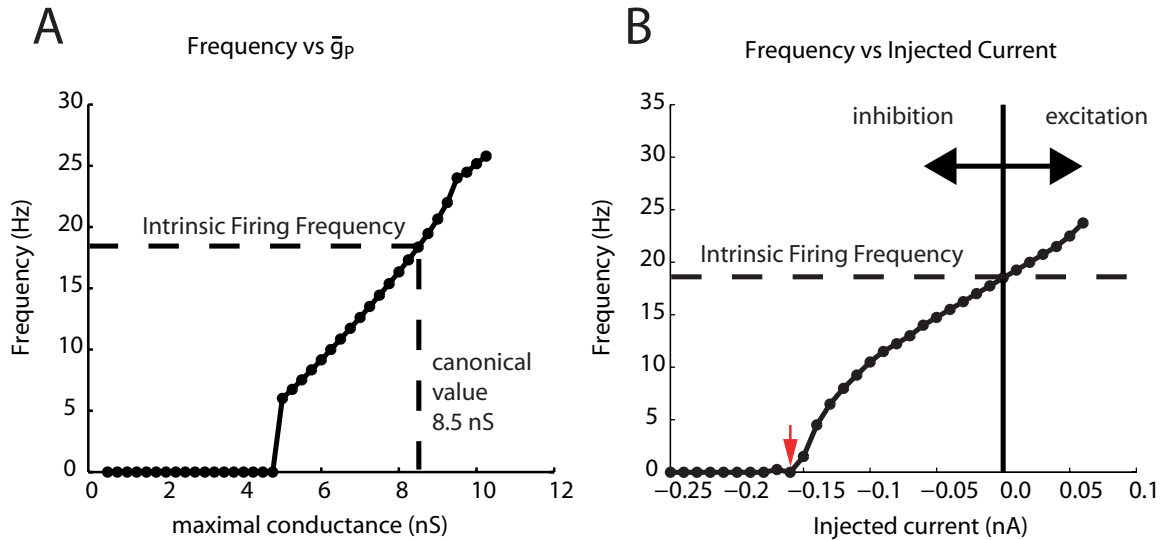 A
Frequency vs ḡP
30
25
20
15
10
5
0
Frequency (Hz)
Intrinsic Firing Frequency
canonical
value
8.5 nS
0 2 4 6 8 10 12
maximal conductance (nS)
B
Frequency vs Injected Current
35
30
25
20
15
10
5
0
Frequency (Hz)
inhibition excitation
Intrinsic Firing Frequency
−0.25 −0.2 −0.15 −0.1 −0.05 0.0 0.05 0.1
Injected current (nA)